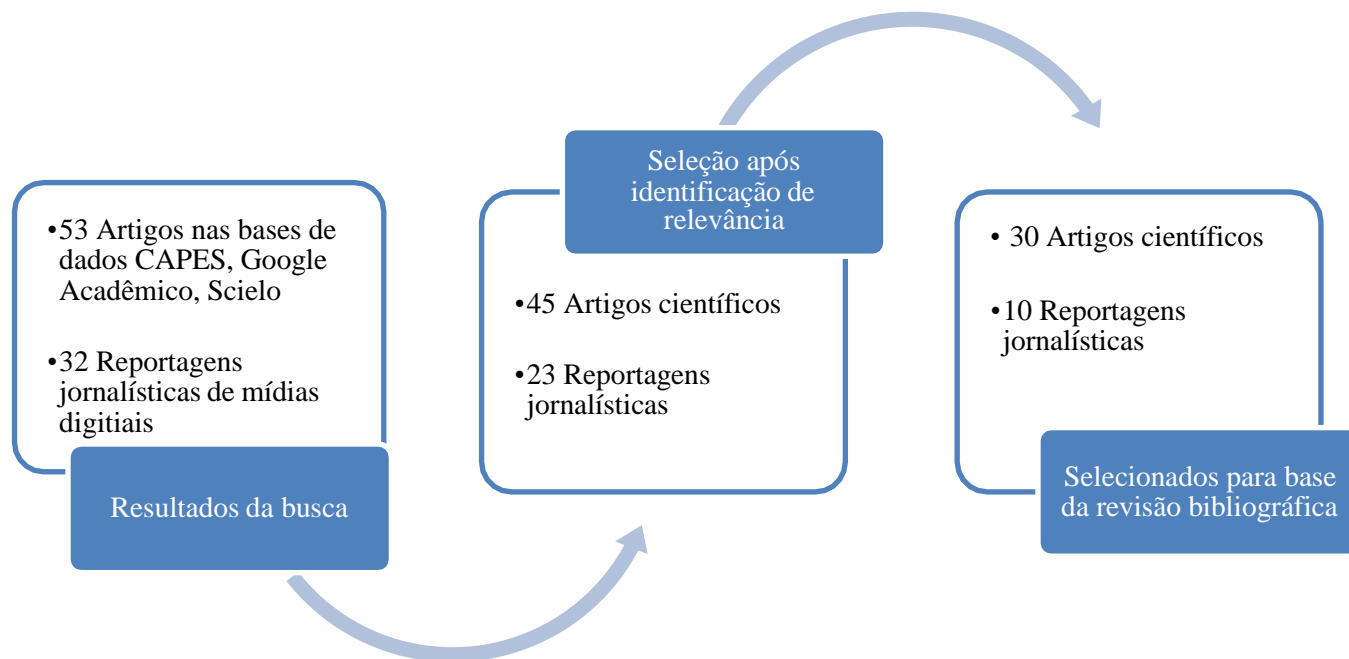 •53 Artigos nas bases de
dados CAPES, Google
Acadêmico, Scielo
•32 Reportagens
jornalísticas de mídias
digitiais
Resultados da busca
Seleção após
identificação de
relevância
•45 Artigos científicos
•23 Reportagens
jornalísticas
• 30 Artigos científicos
•10 Reportagens
jornalísticas
Selecionados para base
da revisão bibliográfica